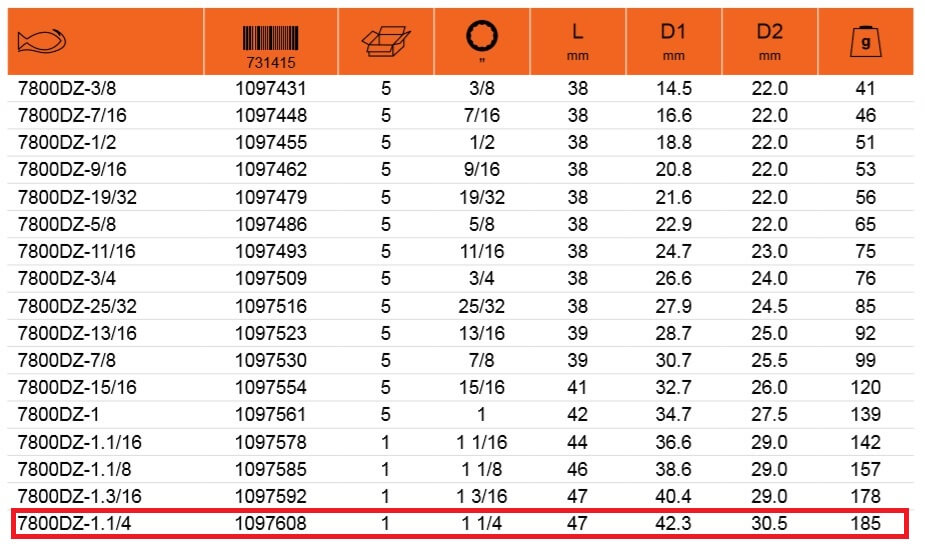 731415 " L mm D1 mm D2 mm g
7800DZ-3/8 1097431 5 3/8 38 14.5 22.0 41
7800DZ-7/16 1097448 5 7/16 38 16.6 22.0 46
7800DZ-1/2 1097455 5 1/2 38 18.8 22.0 51
7800DZ-9/16 1097462 5 9/16 38 20.8 22.0 53
7800DZ-19/32 1097479 5 19/32 38 21.6 22.0 56
7800DZ-5/8 1097486 5 5/8 38 22.9 22.0 65
7800DZ-11/16 1097493 5 11/16 38 24.7 23.0 75
7800DZ-3/4 1097509 5 3/4 38 26.6 24.0 76
7800DZ-25/32 1097516 5 25/32 38 27.9 24.5 85
7800DZ-13/16 1097523 5 13/16 39 28.7 25.0 92
7800DZ-7/8 1097530 5 7/8 39 30.7 25.5 99
7800DZ-15/16 1097554 5 15/16 41 32.7 26.0 120
7800DZ-1 1097561 5 1 42 34.7 27.5 139
7800DZ-1.1/16 1097578 1 1 1/16 44 36.6 29.0 142
7800DZ-1.1/8 1097585 1 1 1/8 46 38.6 29.0 157
7800DZ-1.3/16 1097592 1 1 3/16 47 40.4 29.0 178
7800DZ-1.1/4 1097608 1 1 1/4 47 42.3 30.5 185